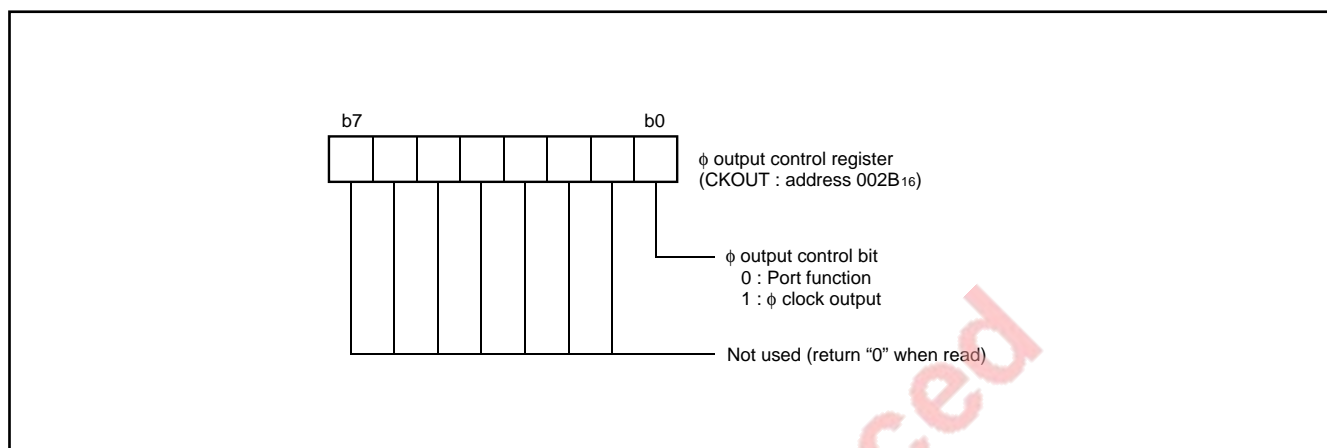 b7 b0
ϕ output control register
(CKOUT : address 002B16)
ϕ output control bit
0 : Port function
1 : ϕ clock output
Not used (return “0” when read)